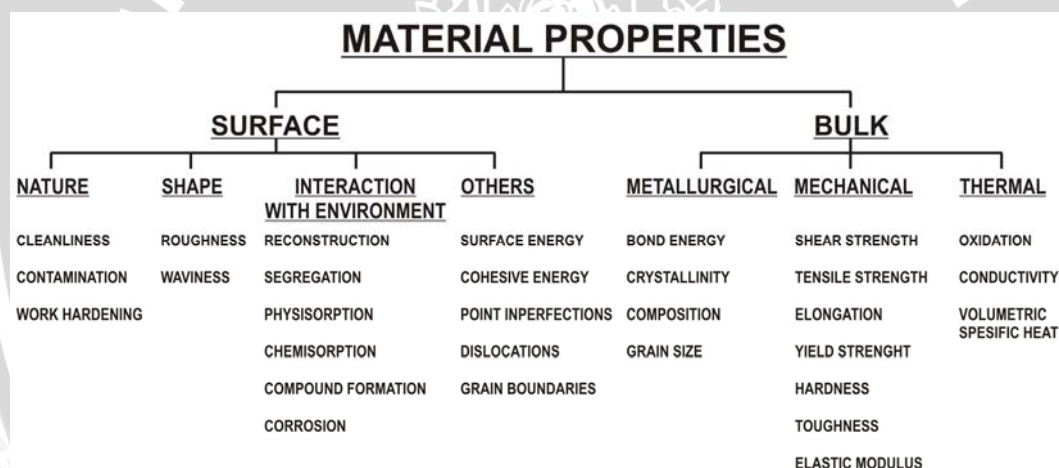 MATERIAL PROPERTIES
SURFACE
BULK
NATURE
CLEANLINESS
CONTAMINATION
WORK HARDENING
SHAPE
ROUGHNESS
WAVINESS
INTERACTION
WITH ENVIRONMENT
RECONSTRUCTION
SEGREGATION
PHYSISORPTION
CHEMISORPTION
COMPOUND FORMATION
CORROSION
OTHERS
SURFACE ENERGY
COHESIVE ENERGY
POINT INPERFECTIONS
DISLOCATIONS
GRAIN BOUNDARIES
METALLURGICAL
BOND ENERGY
CRYSTALLINITY
COMPOSITION
GRAIN SIZE
MECHANICAL
SHEAR STRENGTH
TENSILE STRENGTH
ELONGATION
YIELD STRENGHT
HARDNESS
TOUGHNESS
ELASTIC MODULUS
THERMAL
OXIDATION
CONDUCTIVITY
VOLUMETRIC
SPESIFIC HEAT